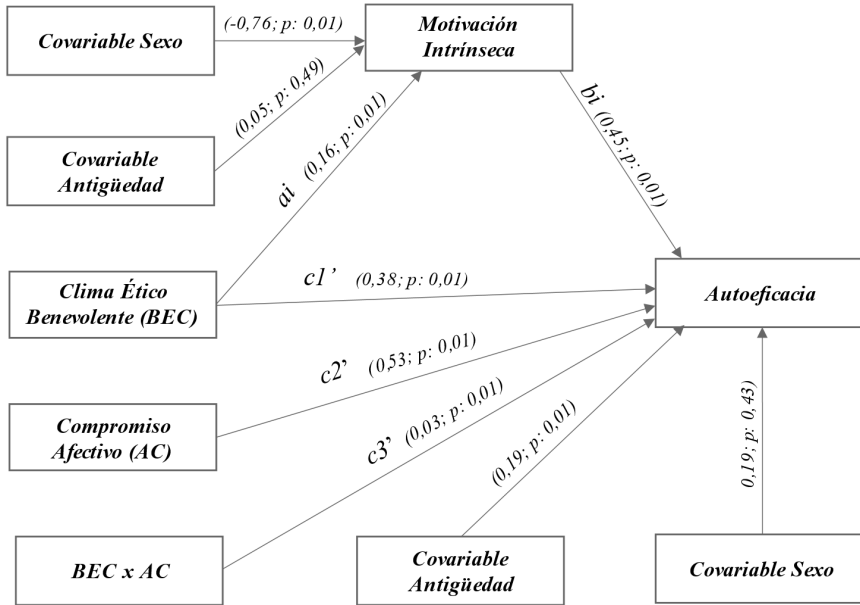 Covariable Sexo
(-0,76; p: 0,01)
Motivación
Intrínseca
(0,05; p: 0,49)
Covariable
Antigüedad
ai (0,16; p: 0,01)
bi (0,45; p: 0,01)
Clima Ético
Benevolente (BEC)
c1’ (0,38; p: 0,01)
Autoeficacia
c2’ (0,53; p: 0,01)
Compromiso
Afectivo (AC)
c3’ (0,03; p: 0,01)
(0,19; p: 0,01)
0,19; p: 0,43)
BEC x AC
Covariable
Antigüedad
Covariable Sexo